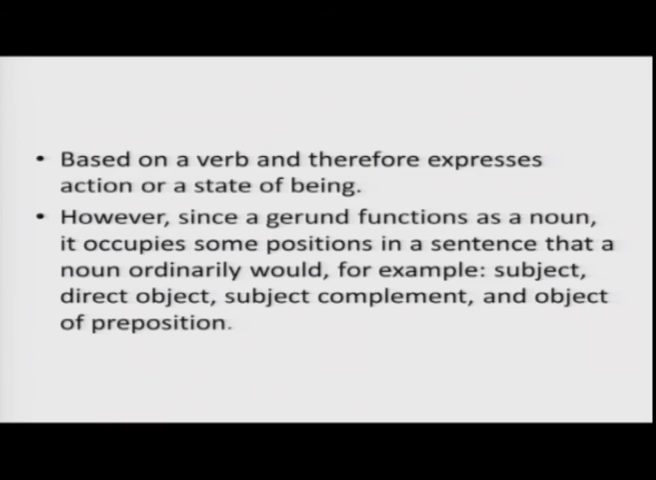 • Based on a verb and therefore expresses
action or a state of being.
• However, since a gerund functions as a noun,
it occupies some positions in a sentence that a
noun ordinarily would, for example: subject,
direct object, subject complement, and object
of preposition.